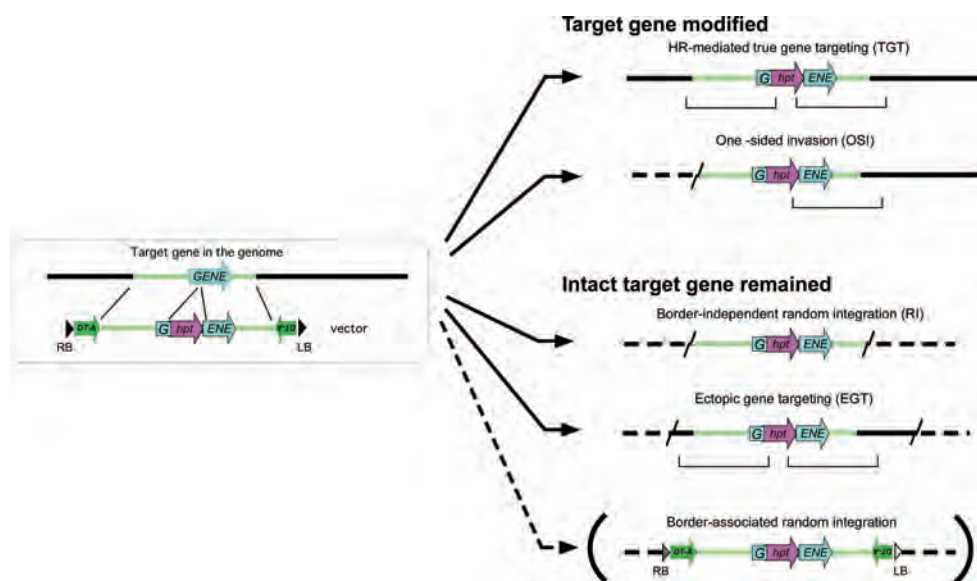 Target gene modified
HR-mediated true gene targeting (TGT)
G hpt ENE
One -sided invasion (OSI)
G hpt ENE
Target gene in the genome
GENE
DT-A G hpt ENE DT-A vector
RB LB
Intact target gene remained
Border-independent random integration (RI)
G hpt ENE
Ectopic gene targeting (EGT)
G hpt ENE
Border-associated random integration
DT-A G hpt ENE DT-A
RB LB